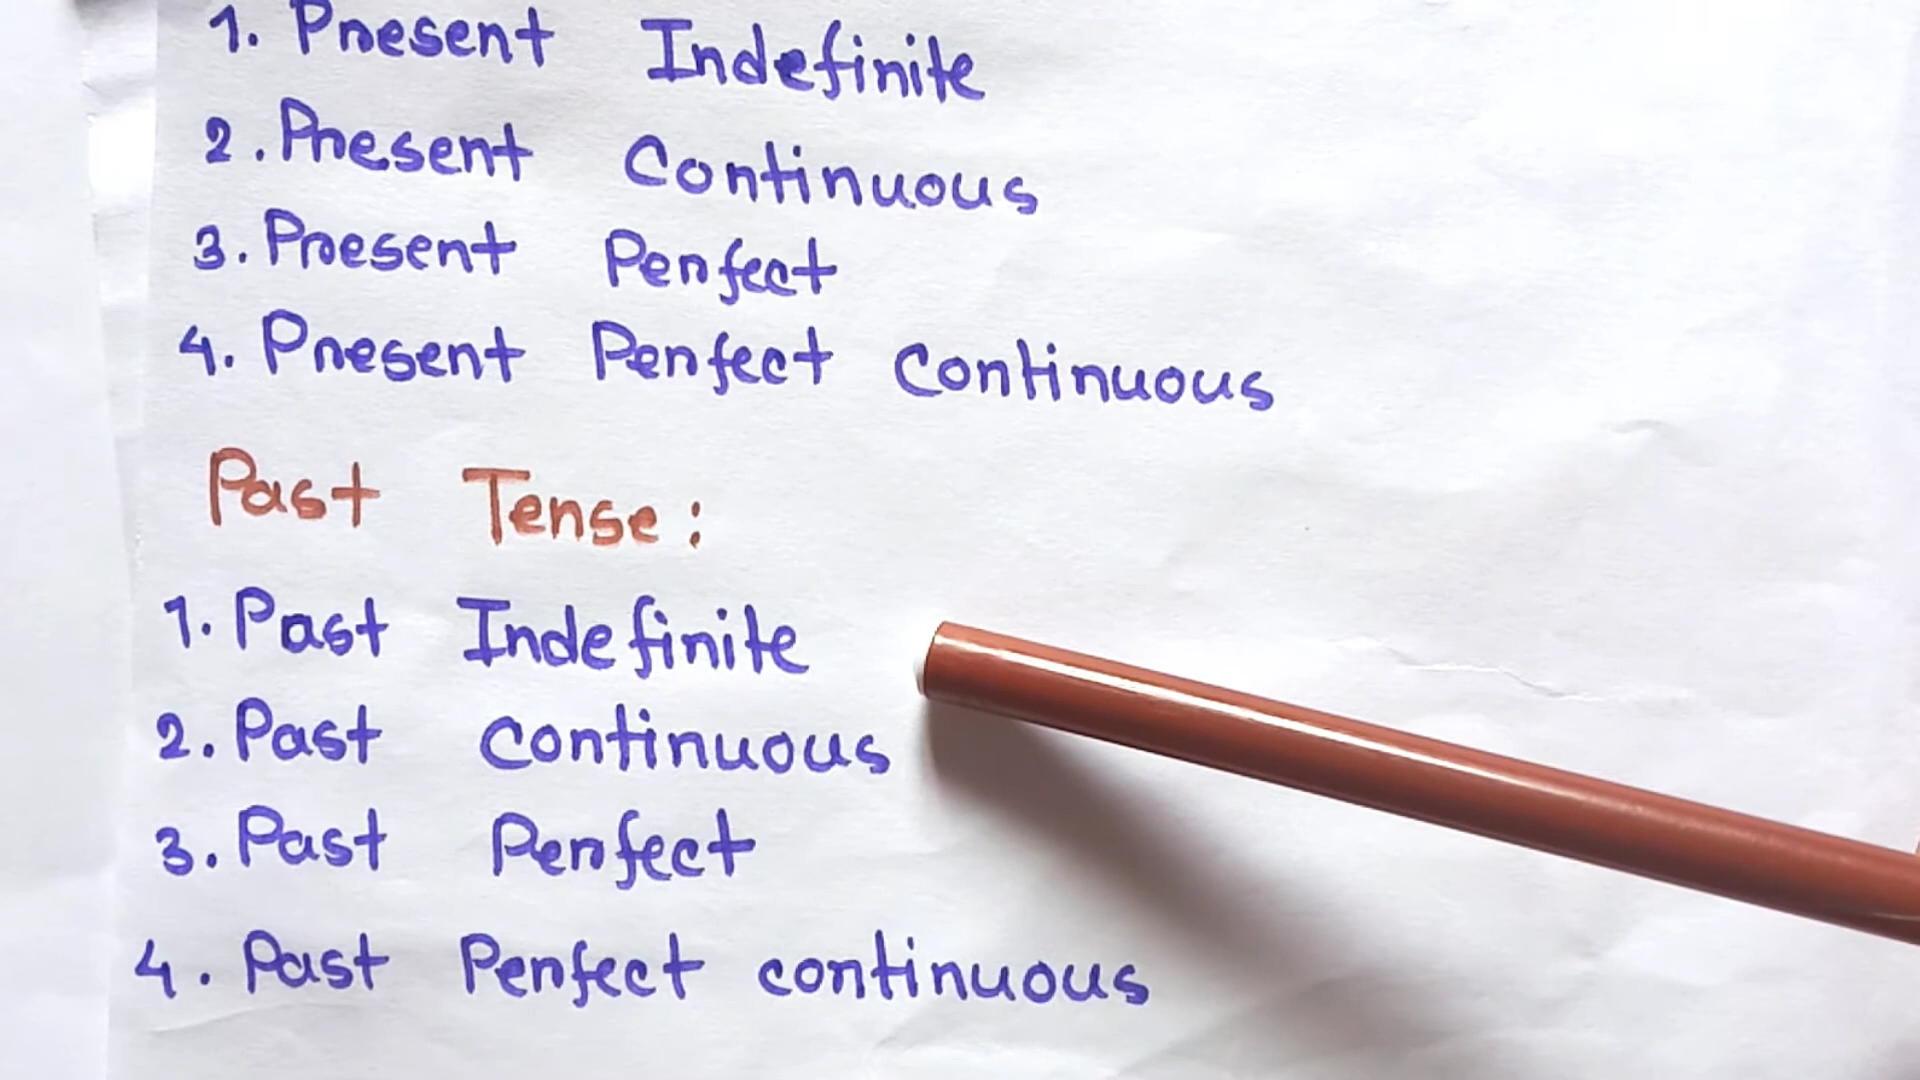 1. Present Indefinite
2. Present Continuous
3. Present Perfect
4. Present Perfect Continuous
Past Tense:
1. Past Indefinite
2. Past continuous
3. Past Perfect
4. Past Perfect continuous